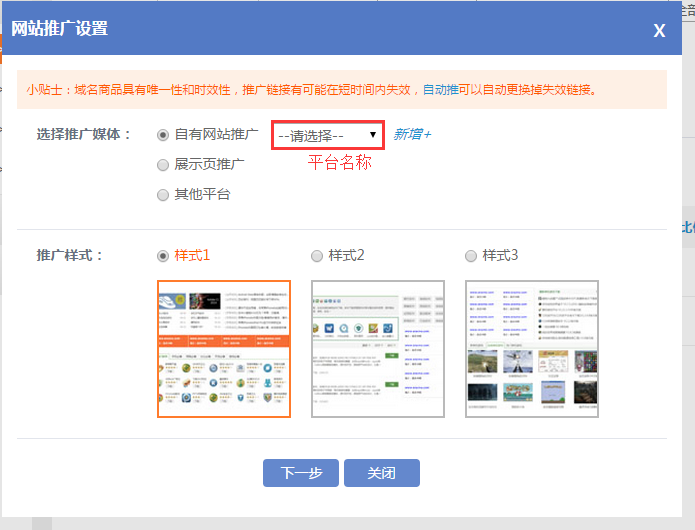 全部
网站推广设置
X
小贴士：域名商品具有唯一性和时效性，推广链接有可能在短时间内失效，自动推可以自动更换掉失效链接。
选择推广媒体：
自有网站推广 --请选择-- 新增+
平台名称
展示页推广
其他平台
推广样式：
样式1 样式2 样式3
下一步 关闭